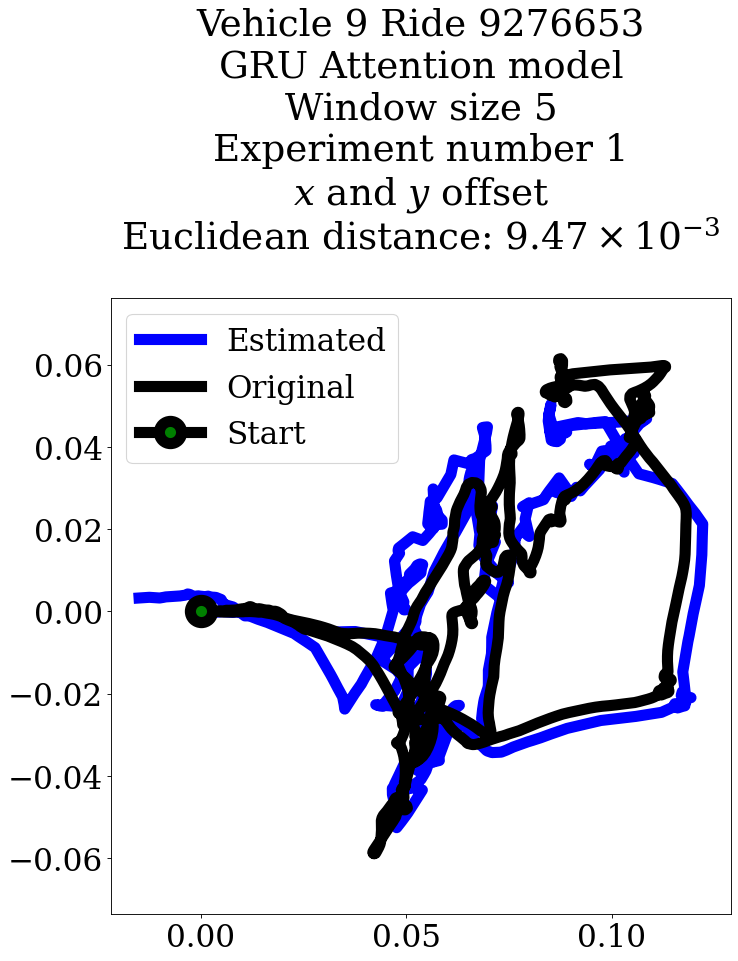 Vehicle 9 Ride 9276653
GRU Attention model
Window size 5
Experiment number 1
x and y offset
Euclidean distance: 9.47 × 10⁻³
Estimated
Original
Start
0.06
0.04
0.02
0.00
−0.02
−0.04
−0.06
0.00 0.05 0.10